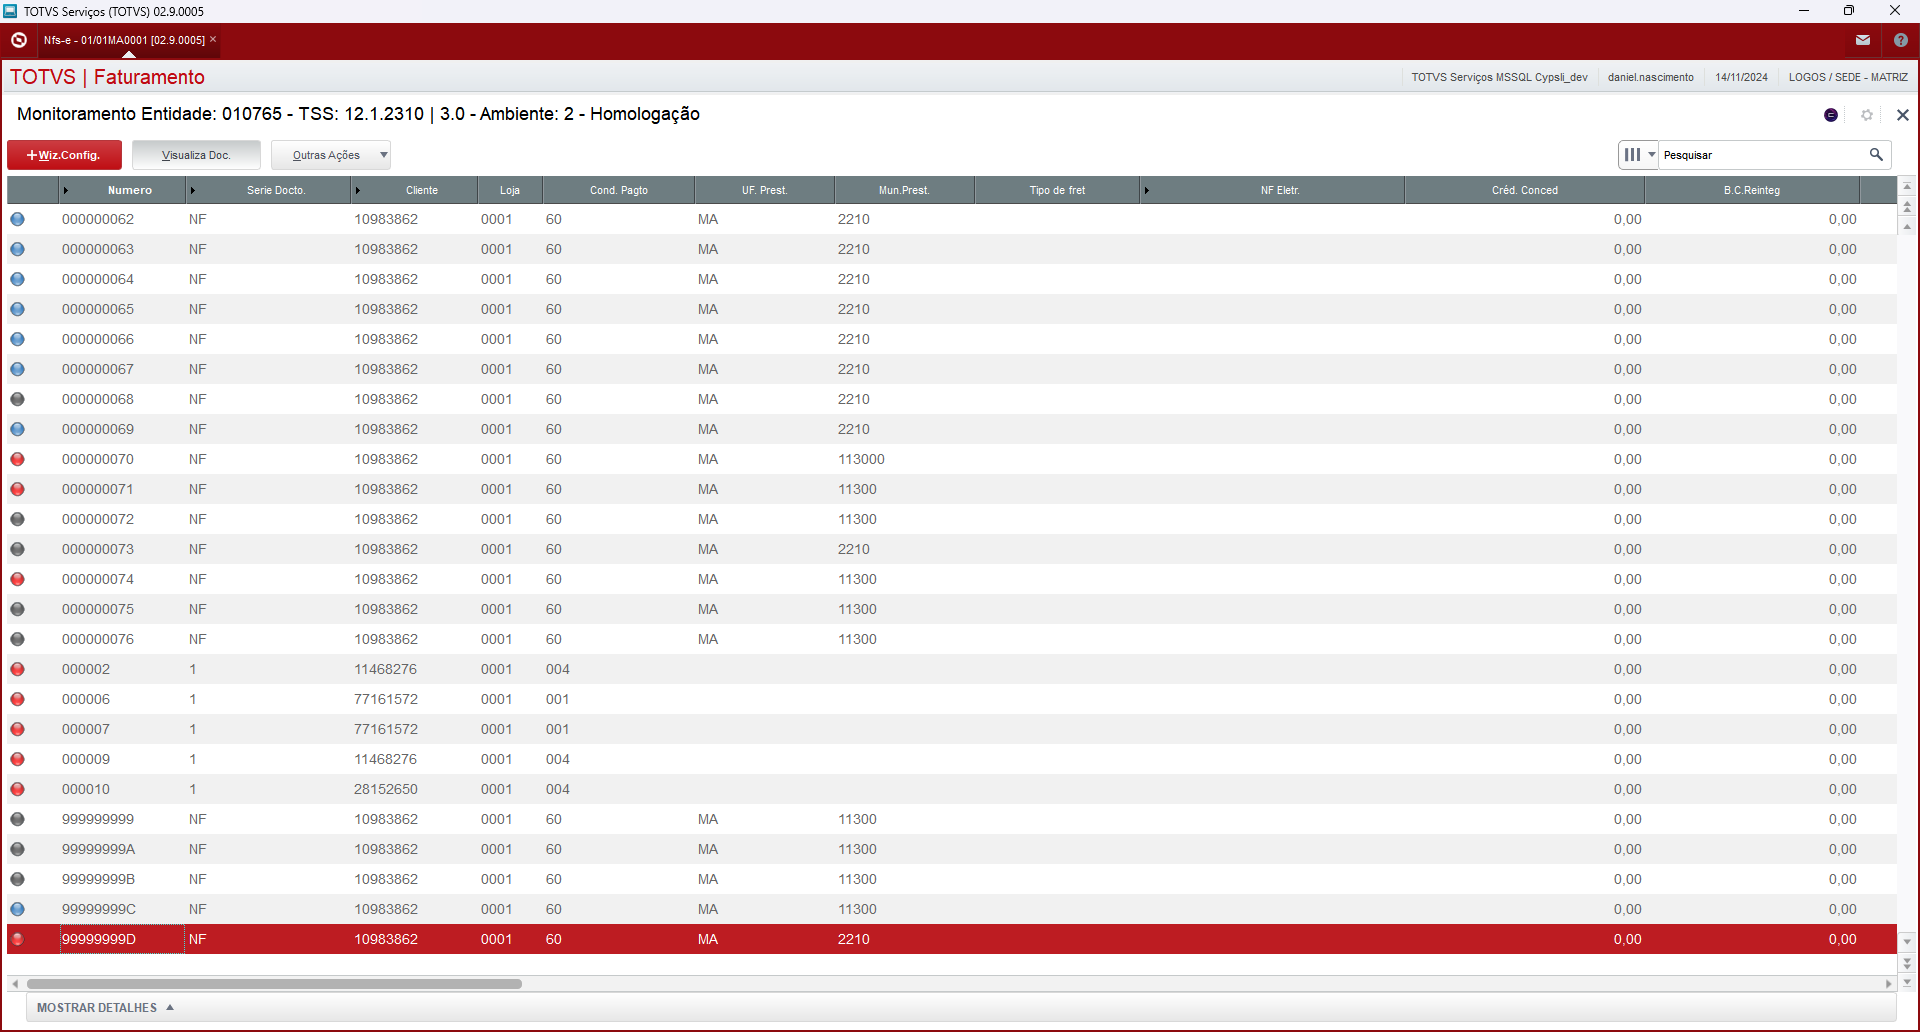 TOTVS Serviços (TOTVS) 02.9.0005
Nfs-e - 01/01MA0001 [02.9.0005]
TOTVS | Faturamento
TOTVS Serviços MSSQL Cypsli_dev daniel.nascimento 14/11/2024 LOGOS / SEDE - MATRIZ
Monitoramento Entidade: 010765 - TSS: 12.1.2310 | 3.0 - Ambiente: 2 - Homologação
+Wiz.Config. Visualiza Doc. Outras Ações Pesquisar
Numero Serie Docto. Cliente Loja Cond. Pagto UF. Prest. Mun.Prest. Tipo de fret NF Eletr. Créd. Conced B.C.Reinteg
000000062 NF 10983862 0001 60 MA 2210 0,00 0,00
000000063 NF 10983862 0001 60 MA 2210 0,00 0,00
000000064 NF 10983862 0001 60 MA 2210 0,00 0,00
000000065 NF 10983862 0001 60 MA 2210 0,00 0,00
000000066 NF 10983862 0001 60 MA 2210 0,00 0,00
000000067 NF 10983862 0001 60 MA 2210 0,00 0,00
000000068 NF 10983862 0001 60 MA 2210 0,00 0,00
000000069 NF 10983862 0001 60 MA 2210 0,00 0,00
000000070 NF 10983862 0001 60 MA 113000 0,00 0,00
000000071 NF 10983862 0001 60 MA 11300 0,00 0,00
000000072 NF 10983862 0001 60 MA 11300 0,00 0,00
000000073 NF 10983862 0001 60 MA 2210 0,00 0,00
000000074 NF 10983862 0001 60 MA 11300 0,00 0,00
000000075 NF 10983862 0001 60 MA 11300 0,00 0,00
000000076 NF 10983862 0001 60 MA 11300 0,00 0,00
000002 1 11468276 0001 004 0,00 0,00
000006 1 77161572 0001 001 0,00 0,00
000007 1 77161572 0001 001 0,00 0,00
000009 1 11468276 0001 004 0,00 0,00
000010 1 28152650 0001 004 0,00 0,00
999999999 NF 10983862 0001 60 MA 11300 0,00 0,00
99999999A NF 10983862 0001 60 MA 11300 0,00 0,00
99999999B NF 10983862 0001 60 MA 11300 0,00 0,00
99999999C NF 10983862 0001 60 MA 11300 0,00 0,00
99999999D NF 10983862 0001 60 MA 2210 0,00 0,00
MOSTRAR DETALHES